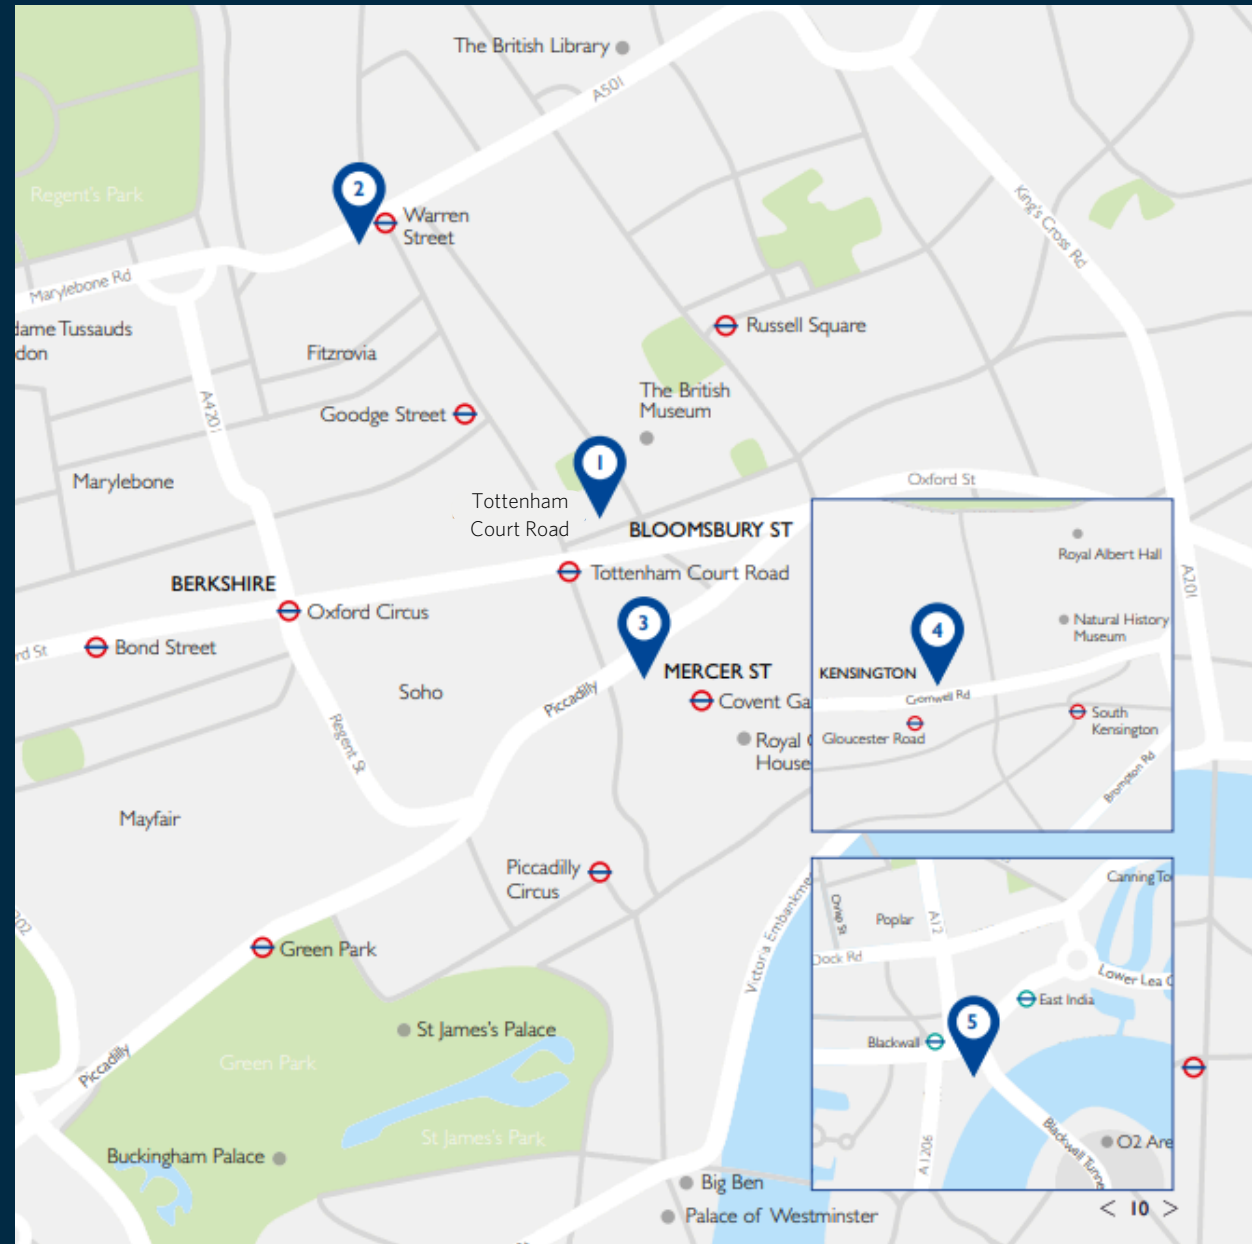 The British Library
A501
Regent's Park
2
Warren
Street
King's Cross Rd
Marylebone Rd
Russell Square
dame Tussauds
don
Fitzrovia
The British
Museum
A4201
Goodge Street
1
Marylebone
Oxford St
Tottenham
Court Road
BLOOMSBURY ST
Royal Albert Hall
BERKSHIRE
Tottenham Court Road
A201
Oxford Circus
3
4
Natural History
Museum
rd St
Bond Street
MERCER ST
KENSINGTON
Soho
Piccadilly
Covent Ga
Cromwell Rd
South
Kensington
Regent St
Royal
House
Gloucester Road
Brompton Rd
Mayfair
Piccadilly
Circus
Canning To
Victoria Embankme
Chrisp St
Poplar
A12
302
Green Park
Dock Rd
Lower Lea C
East India
St James's Palace
5
Blackwall
Green Park
Piccadilly
St James's Park
Blackwall Tunne
O2 Are
Buckingham Palace
A1206
Big Ben
< 10 >
Palace of Westminster